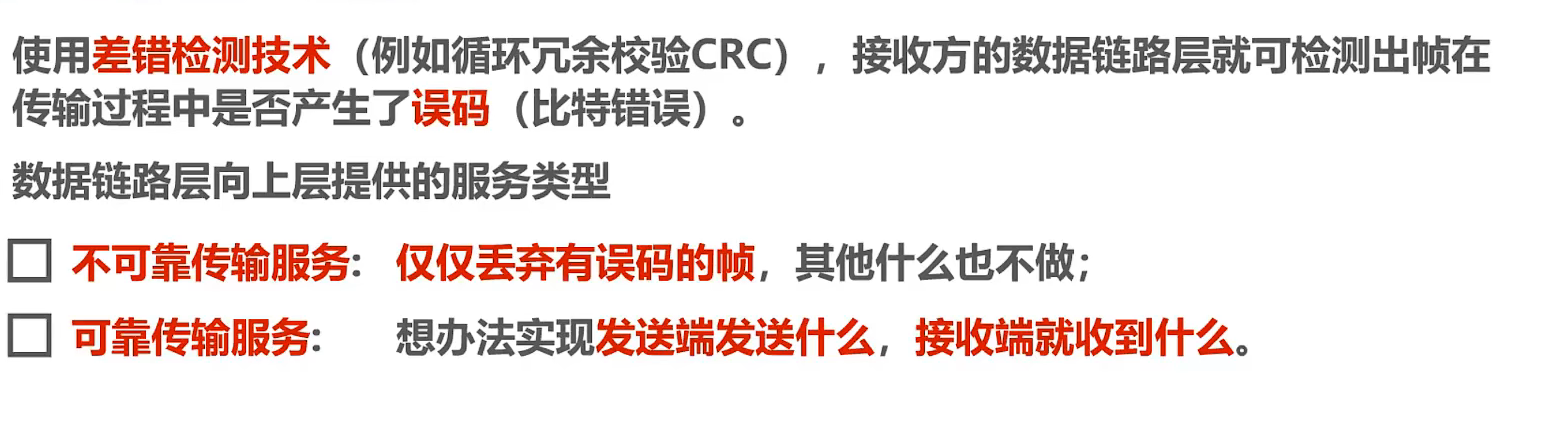 使用差错检测技术（例如循环冗余校验CRC），接收方的数据链路层就可检测出帧在
传输过程中是否产生了误码（比特错误）。
数据链路层向上层提供的服务类型
不可靠传输服务：仅仅丢弃有误码的帧，其他什么也不做；
可靠传输服务： 想办法实现发送端发送什么，接收端就收到什么。